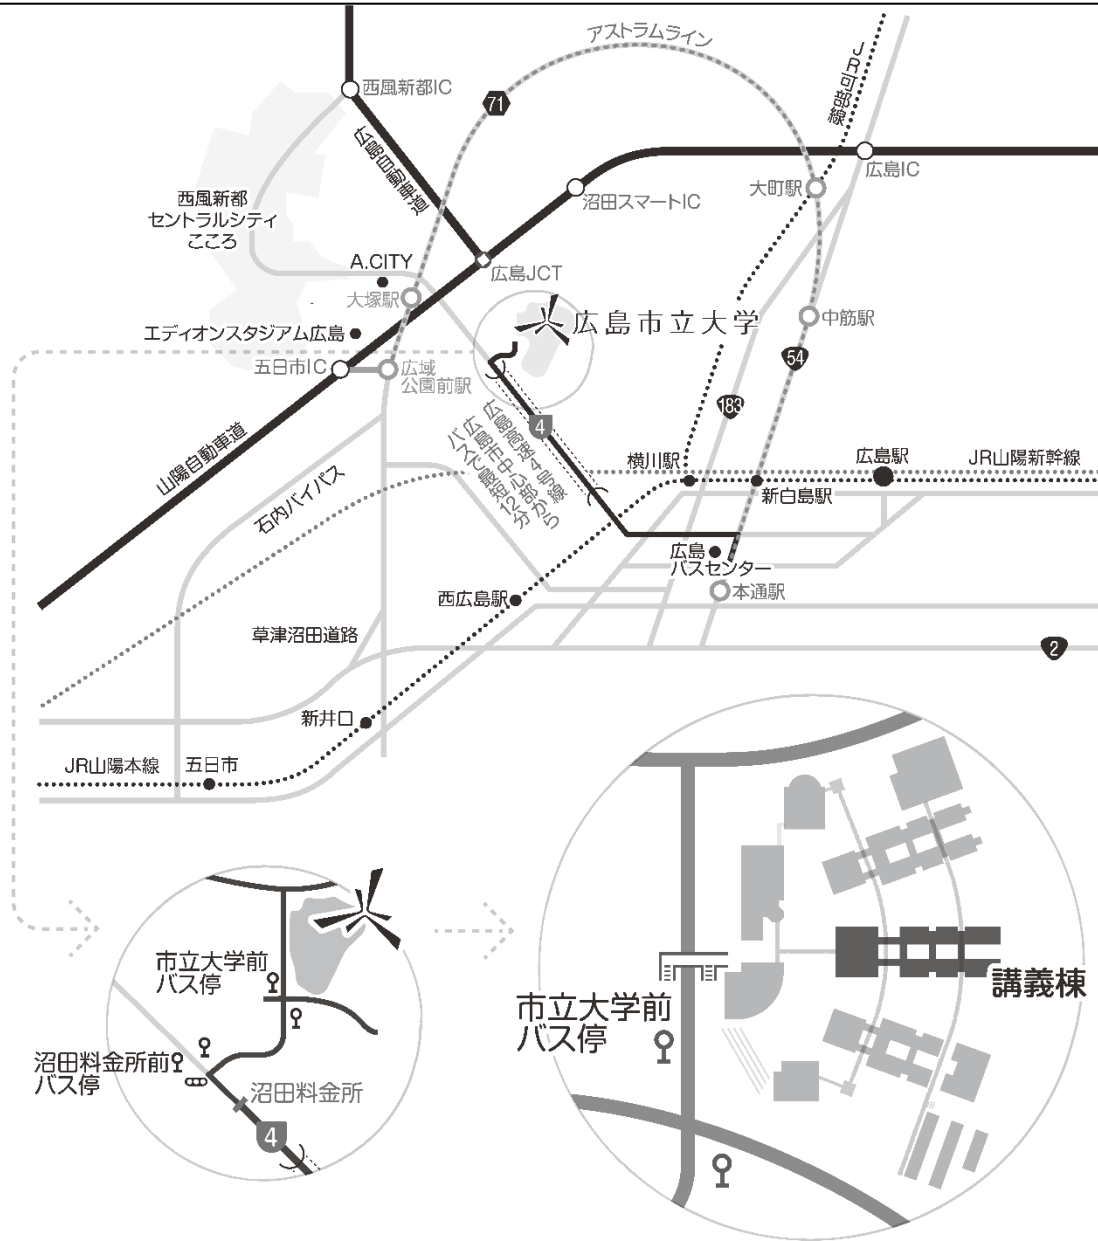 アストラムライン
JR可部線
西風新都IC
71
広島自動車道
広島IC
大町駅
沼田スマートIC
西風新都
セントラルシティ
こころ
A.CITY
広島JCT
大塚駅
広島市立大学
中筋駅
エディオンスタジアム広島
五日市IC
広域
公園前駅
54
183
4
山陽自動車道
広島高速4号線
広島市中心部から
バスで最短12分
横川駅
広島駅
JR山陽新幹線
石内バイパス
新白島駅
広島
バスセンター
本通駅
西広島駅
草津沼田道路
2
新井口
JR山陽本線
五日市
市立大学前
バス停
沼田料金所前
バス停
沼田料金所
4
市立大学前
バス停
講義棟